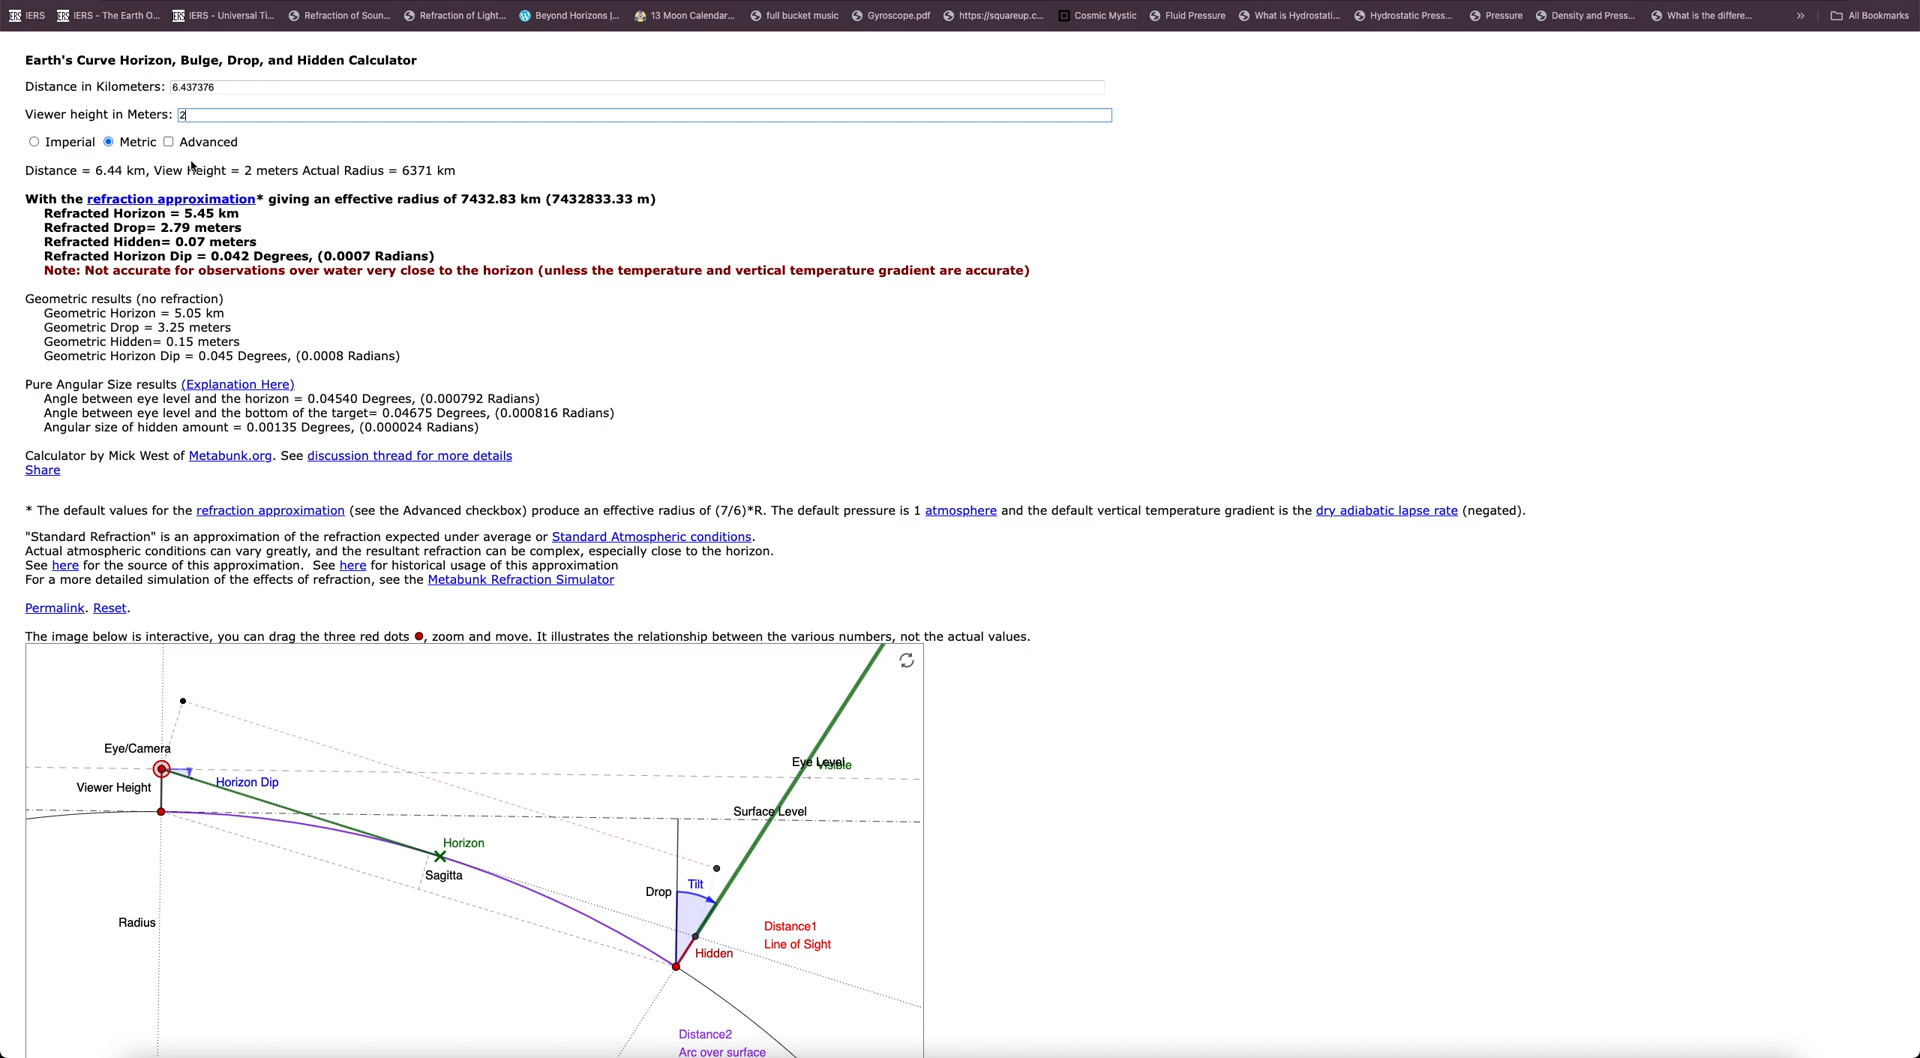 IERS IERS - The Earth O... IERS - Universal Ti... Refraction of Soun... Refraction of Light... Beyond Horizons |... 13 Moon Calendar... full bucket music Gyroscope.pdf https://squareup.c... Cosmic Mystic Fluid Pressure What is Hydrostati... Hydrostatic Press... Pressure Density and Press... What is the differe... » All Bookmarks
Earth's Curve Horizon, Bulge, Drop, and Hidden Calculator
Distance in Kilometers: 6.437376
Viewer height in Meters: 2
Imperial Metric Advanced
Distance = 6.44 km, View Height = 2 meters Actual Radius = 6371 km
With the refraction approximation* giving an effective radius of 7432.83 km (7432833.33 m)
Refracted Horizon = 5.45 km
Refracted Drop= 2.79 meters
Refracted Hidden= 0.07 meters
Refracted Horizon Dip = 0.042 Degrees, (0.0007 Radians)
Note: Not accurate for observations over water very close to the horizon (unless the temperature and vertical temperature gradient are accurate)
Geometric results (no refraction)
Geometric Horizon = 5.05 km
Geometric Drop = 3.25 meters
Geometric Hidden= 0.15 meters
Geometric Horizon Dip = 0.045 Degrees, (0.0008 Radians)
Pure Angular Size results (Explanation Here)
Angle between eye level and the horizon = 0.04540 Degrees, (0.000792 Radians)
Angle between eye level and the bottom of the target= 0.04675 Degrees, (0.000816 Radians)
Angular size of hidden amount = 0.00135 Degrees, (0.000024 Radians)
Calculator by Mick West of Metabunk.org. See discussion thread for more details
Share
* The default values for the refraction approximation (see the Advanced checkbox) produce an effective radius of (7/6)*R. The default pressure is 1 atmosphere and the default vertical temperature gradient is the dry adiabatic lapse rate (negated).
"Standard Refraction" is an approximation of the refraction expected under average or Standard Atmospheric conditions.
Actual atmospheric conditions can vary greatly, and the resultant refraction can be complex, especially close to the horizon.
See here for the source of this approximation. See here for historical usage of this approximation
For a more detailed simulation of the effects of refraction, see the Metabunk Refraction Simulator
Permalink. Reset.
The image below is interactive, you can drag the three red dots , zoom and move. It illustrates the relationship between the various numbers, not the actual values.
Eye/Camera
Eye Level Visible
Horizon Dip
Viewer Height
Surface Level
Horizon
Sagitta
Tilt
Drop
Radius
Distance1
Line of Sight
Hidden
Distance2
Arc over surface